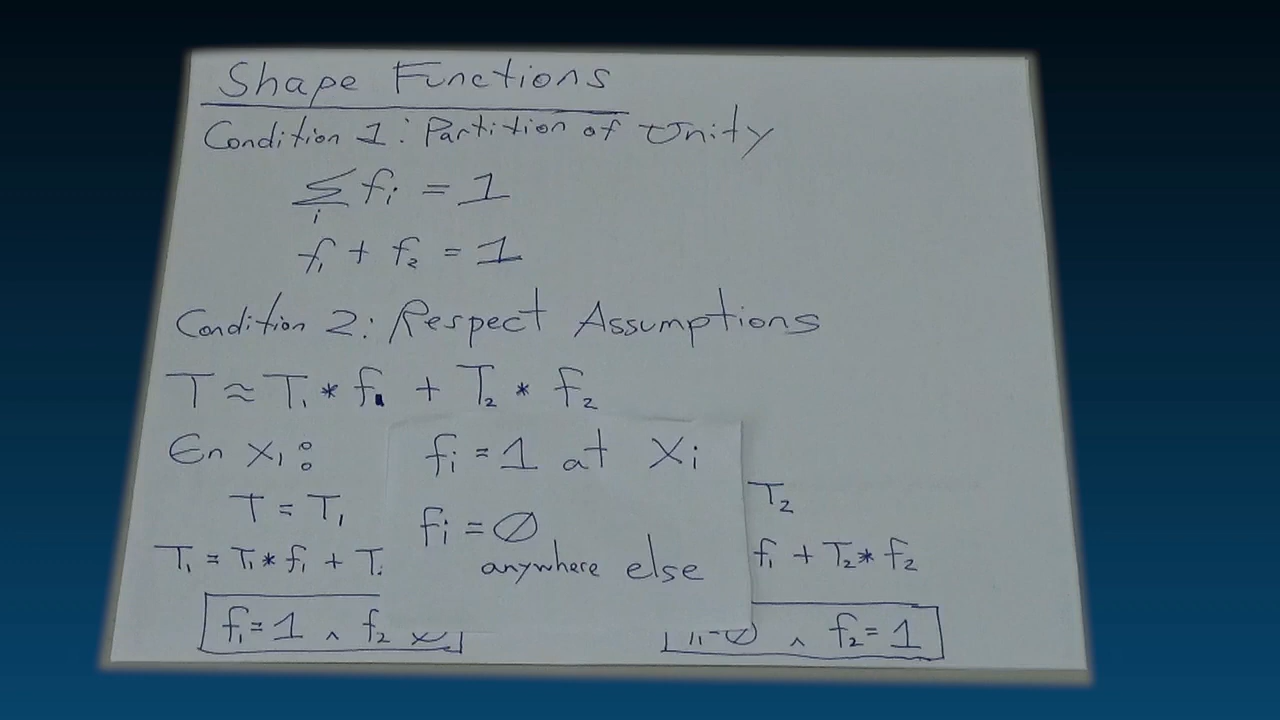 Shape Functions
Condition 1: Partition of Unity
∑ fi = 1
i
f1 + f2 = 1
Condition 2: Respect Assumptions
T ≈ T1 * f1 + T2 * f2
En x1:
T = T1
T1 = T1 * f1 + T
f1 = 1 ^ f2
fi = 1 at xi
fi = ∅
anywhere else
T2
f1 + T2 * f2
^ f2 = 1